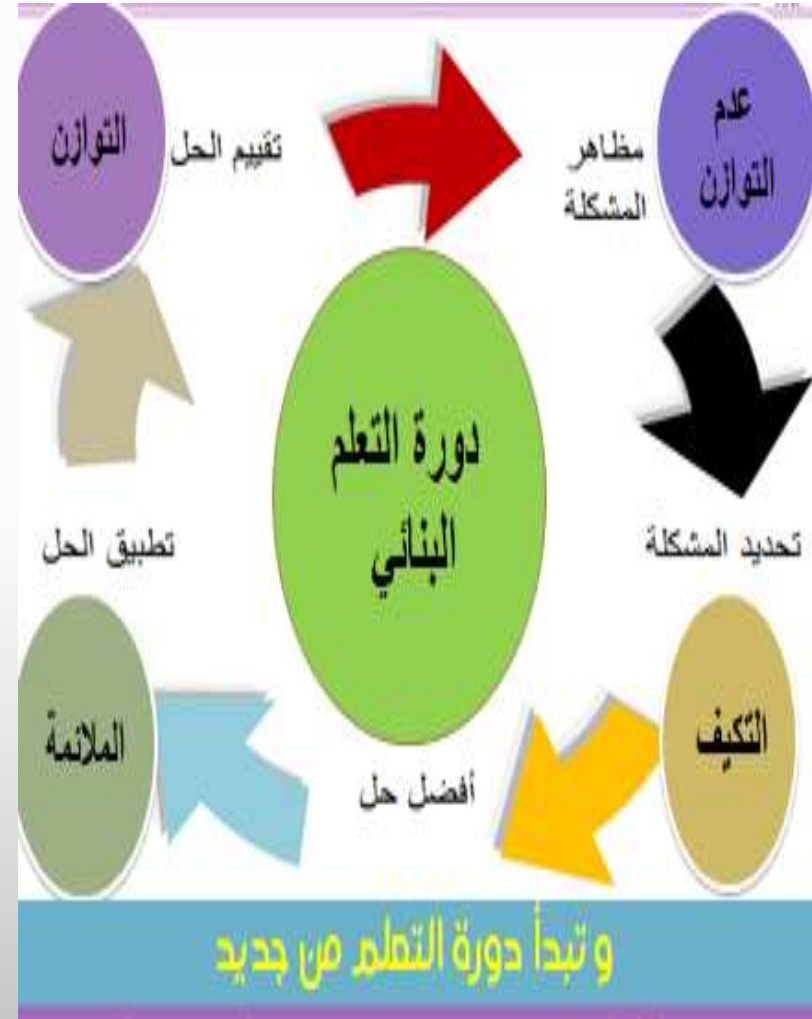 عدم
التوازن
مظاهر
المشكلة
تحديد المشكلة
التكيف
أفضل حل
الملائمة
تطبيق الحل
التوازن
تقييم الحل
دورة التعلم
البنائي
و تبدأ دورة التعلم من جديد